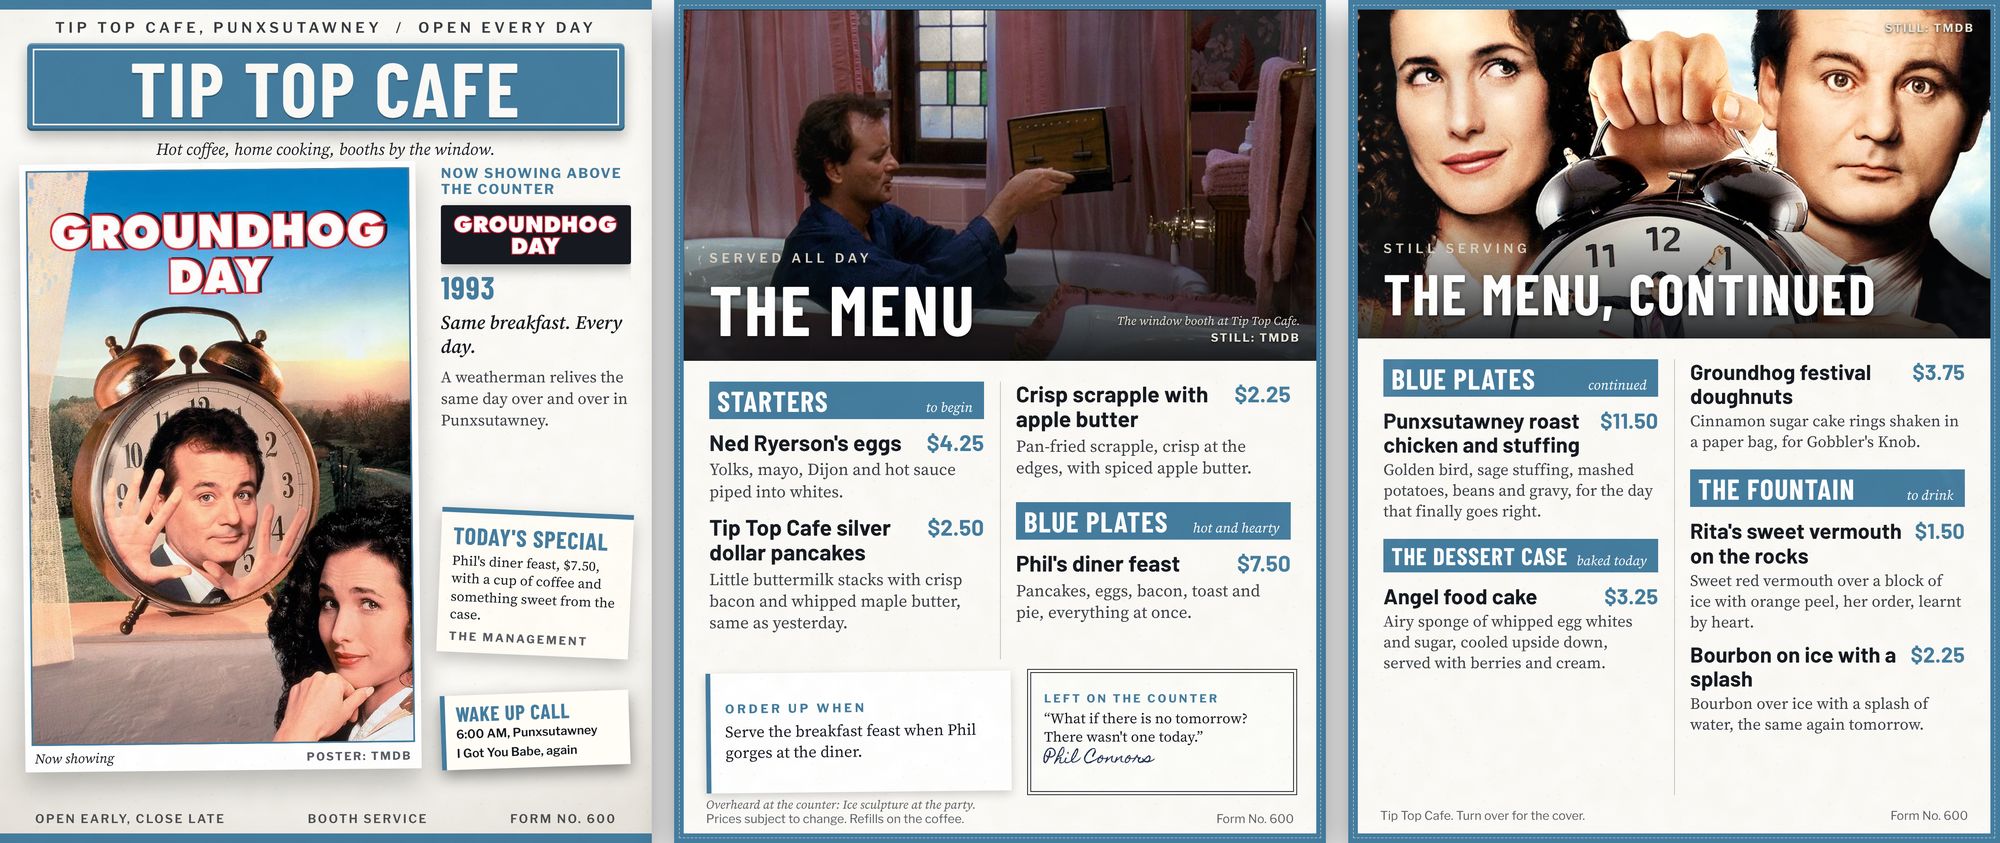 TIP TOP CAFE, PUNXSUTAWNEY / OPEN EVERY DAY
TIP TOP CAFE
Hot coffee, home cooking, booths by the window.
GROUNDHOG
DAY
10
12
2
3
4
Now showing
POSTER: TMDB
NOW SHOWING ABOVE
THE COUNTER
GROUNDHOG
DAY
1993
Same breakfast. Every
day.
A weatherman relives the
same day over and over in
Punxsutawney.
TODAY'S SPECIAL
Phil's diner feast, $7.50,
with a cup of coffee and
something sweet from the
case.
THE MANAGEMENT
WAKE UP CALL
6:00 AM, Punxsutawney
I Got You Babe, again
OPEN EARLY, CLOSE LATE
BOOTH SERVICE
FORM NO. 600
SERVED ALL DAY
THE MENU
The window booth at Tip Top Cafe.
STILL: TMDB
STARTERS to begin
Ned Ryerson's eggs $4.25
Yolks, mayo, Dijon and hot sauce
piped into whites.
Tip Top Cafe silver $2.50
dollar pancakes
Little buttermilk stacks with crisp
bacon and whipped maple butter,
same as yesterday.
Crisp scrapple with $2.25
apple butter
Pan-fried scrapple, crisp at the
edges, with spiced apple butter.
BLUE PLATES hot and hearty
Phil's diner feast $7.50
Pancakes, eggs, bacon, toast and
pie, everything at once.
ORDER UP WHEN
Serve the breakfast feast when Phil
gorges at the diner.
LEFT ON THE COUNTER
“What if there is no tomorrow?
There wasn't one today.”
Phil Connors
Overheard at the counter: Ice sculpture at the party.
Prices subject to change. Refills on the coffee.
Form No. 600
STILL: TMDB
11
12
1
STILL SERVING
THE MENU, CONTINUED
BLUE PLATES continued
Punxsutawney roast $11.50
chicken and stuffing
Golden bird, sage stuffing, mashed
potatoes, beans and gravy, for the day
that finally goes right.
THE DESSERT CASE baked today
Angel food cake $3.25
Airy sponge of whipped egg whites
and sugar, cooled upside down,
served with berries and cream.
Groundhog festival $3.75
doughnuts
Cinnamon sugar cake rings shaken in
a paper bag, for Gobbler's Knob.
THE FOUNTAIN to drink
Rita's sweet vermouth $1.50
on the rocks
Sweet red vermouth over a block of
ice with orange peel, her order, learnt
by heart.
Bourbon on ice with a $2.25
splash
Bourbon over ice with a splash of
water, the same again tomorrow.
Tip Top Cafe. Turn over for the cover.
Form No. 600